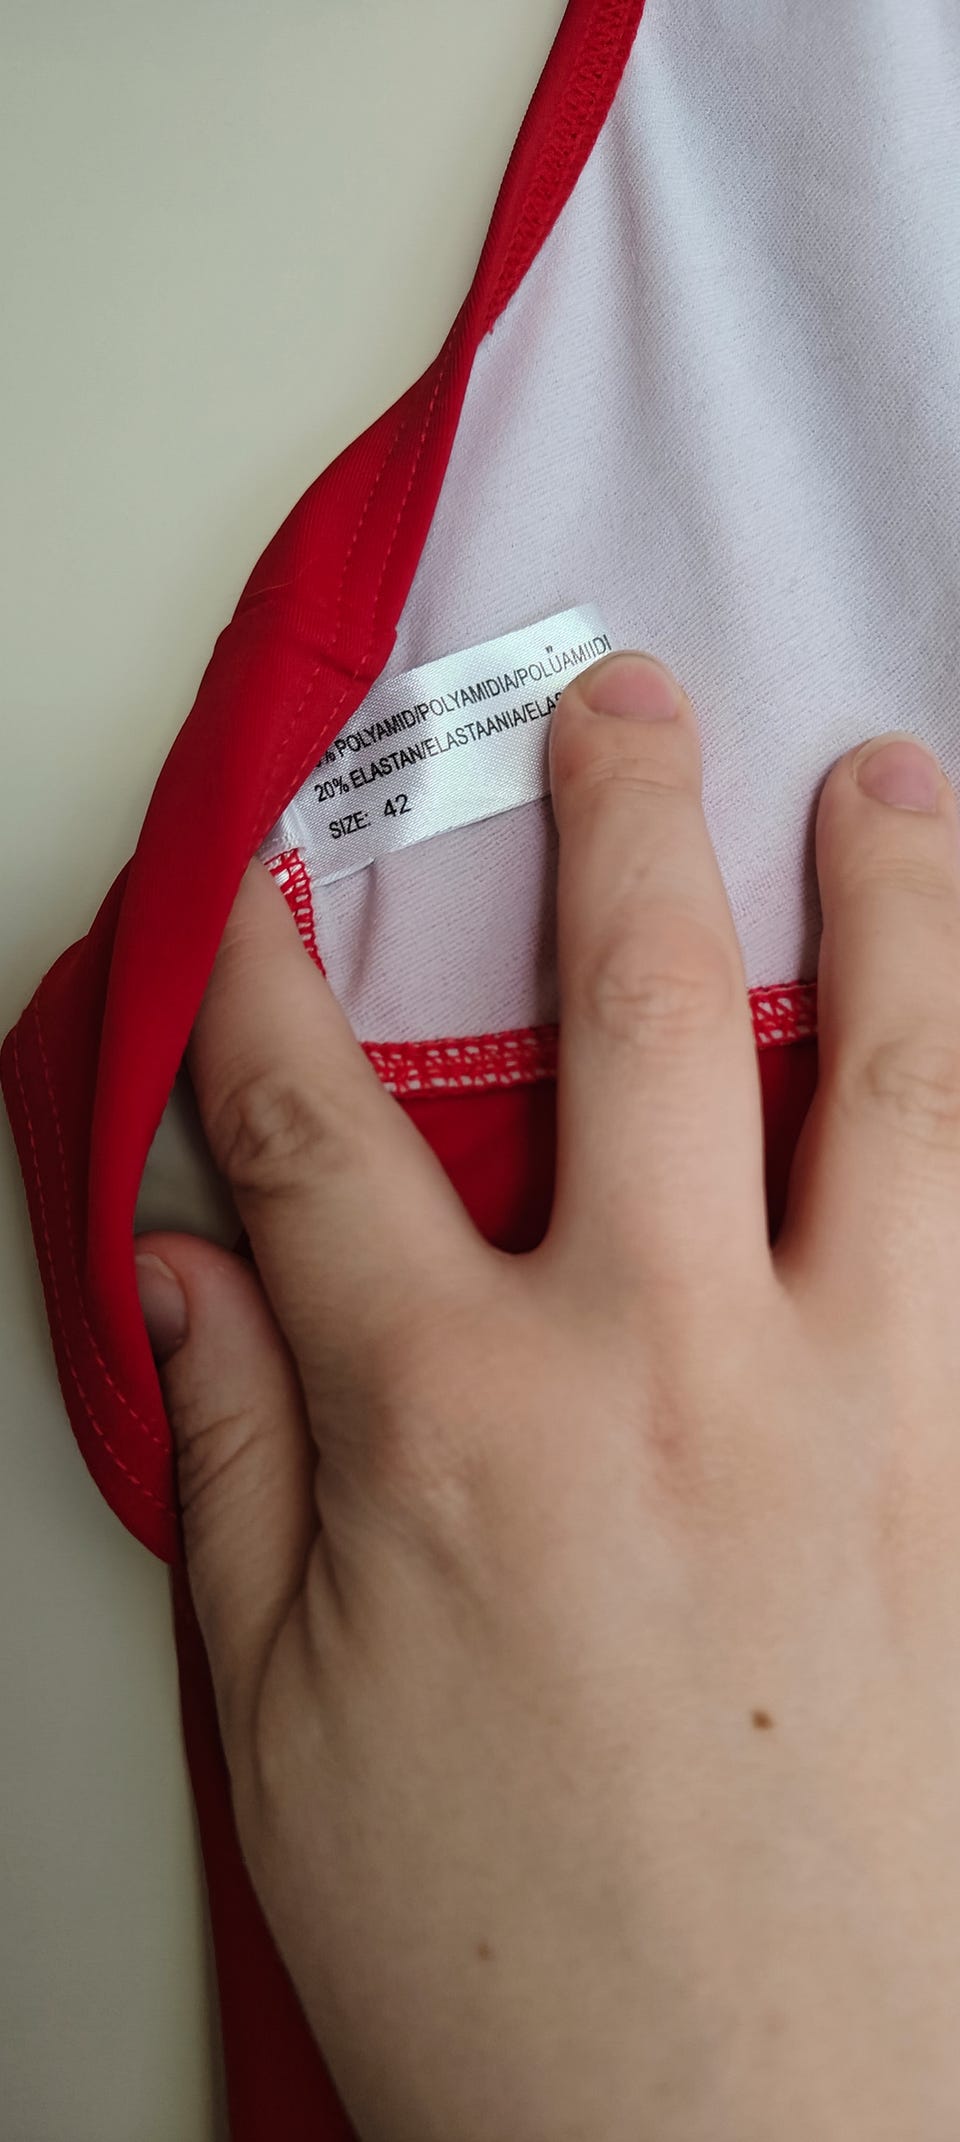 % POLYAMID/POLYAMIDIA/POLÜAMIIDI
20% ELASTAN/ELASTAANIA/ELAS
SIZE: 42